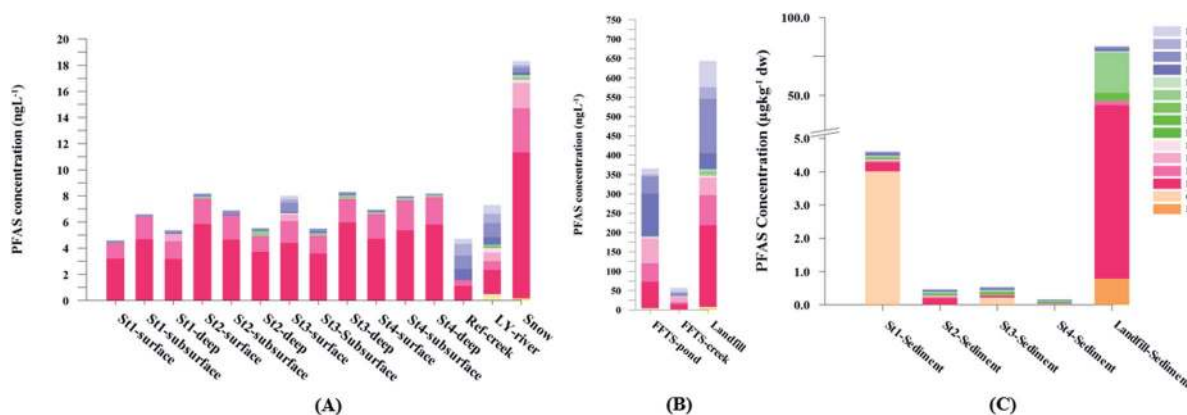 PFAS concentration (ngL⁻¹)
20
18
16
14
12
10
8
6
4
2
0
St1-surface
St1-subsurface
St1-deep
St2-surface
St2-subsurface
St2-deep
St3-surface
St3-Subsurface
St3-deep
St4-surface
St4-subsurface
St4-deep
Ref-creek
LY-river
Snow
(A)
PFAS concentration (ngL⁻¹)
750
700
650
600
550
500
450
400
350
300
250
200
150
100
50
0
FFTS-pond
FFTS-creek
Landfill
(B)
PFAS Concentration (µgkg⁻¹ dw)
100.0
50.0
5.0
4.0
3.0
2.0
1.0
0.0
St1-Sediment
St2-Sediment
St3-Sediment
St4-Sediment
Landfill-Sediment
(C)